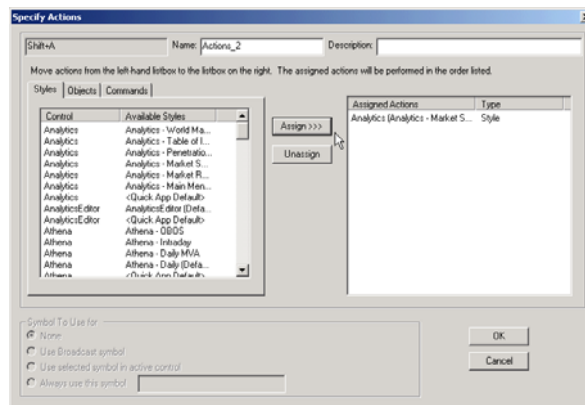 Specify Actions
Shift+A Name: Actions_2 Description:
Move actions from the left-hand listbox to the listbox on the right. The assigned actions will be performed in the order listed.
Styles Objects Commands
Control Available Styles
Analytics Analytics - World Ma...
Analytics Analytics - Table of I...
Analytics Analytics - Penetratio...
Analytics Analytics - Market S...
Analytics Analytics - Market R...
Analytics Analytics - Main Men...
Analytics <Quick App Default>
AnalyticsEditor AnalyticsEditor (Defa...
AnalyticsEditor <Quick App Default>
Athena Athena - OBOS
Athena Athena - Intraday
Athena Athena - Daily MVA
Athena Athena - Daily (Defa...
Athena <Quick App Default>
Assign >>>
Unassign
Assigned Actions Type
Analytics (Analytics - Market S... Style
Symbol To Use for
None
Use Broadcast symbol
Use selected symbol in active control
Always use this symbol
OK
Cancel